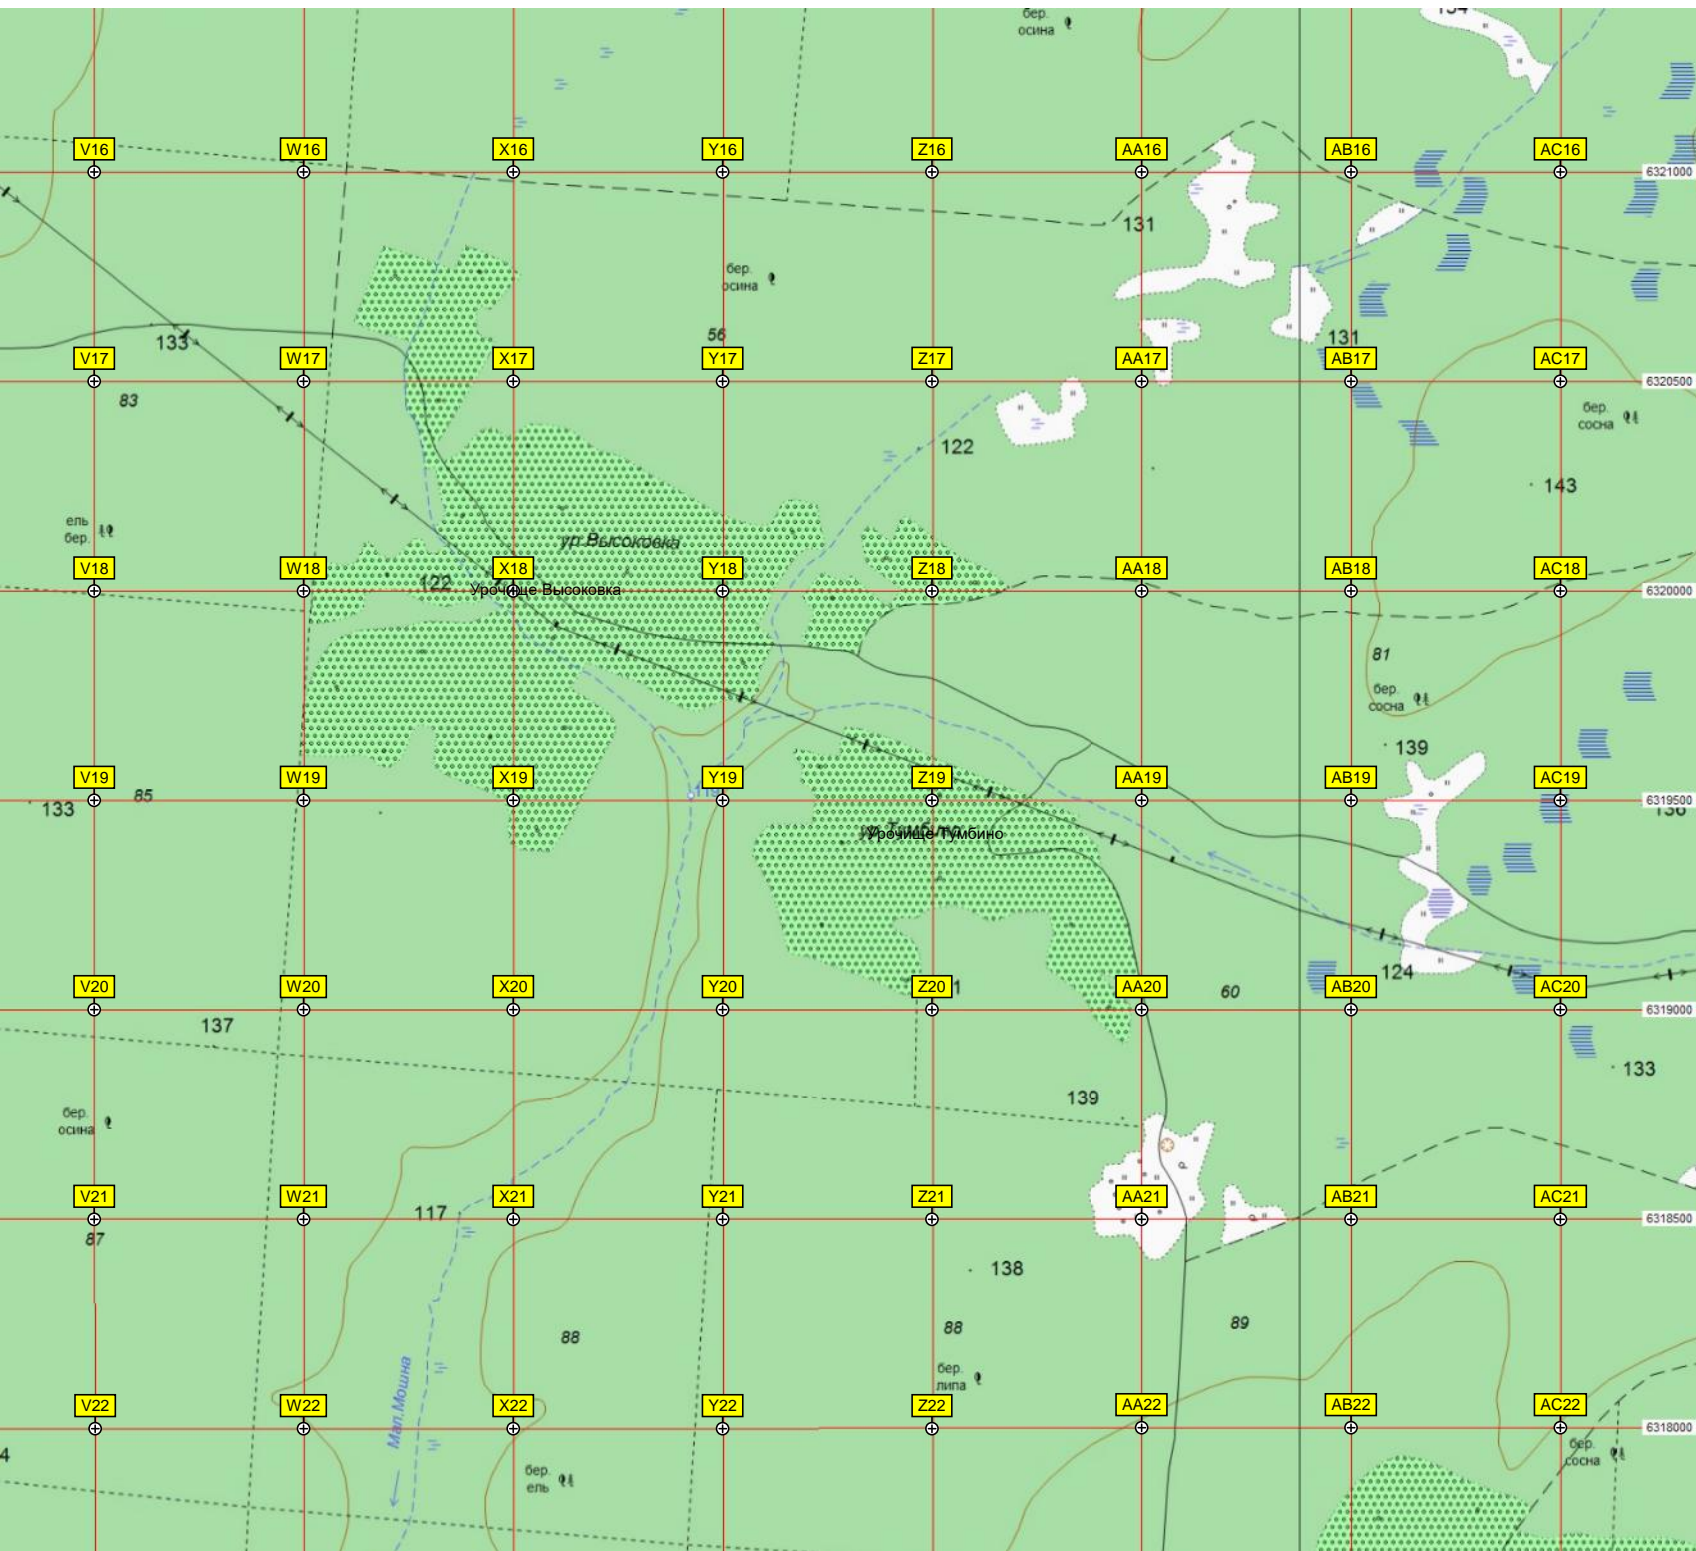 134
бер.
осина
V16
W16
X16
Y16
Z16
AA16
AB16
AC16
6321000
131
бер.
осина
133
56
131
V17
W17
X17
Y17
Z17
AA17
AB17
AC17
6320500
83
бер.
сосна
122
143
ель
бер.
ур.Высоковка
V18
W18
122
X18
Y18
Z18
AA18
AB18
AC18
Урочище Высоковка
6320000
81
бер.
сосна
139
V19
W19
X19
Y19
Z19
AA19
AB19
AC19
133
85
119
6319500
136
Урочище Тумбино
124
V20
W20
X20
Y20
Z20
1
AA20
60
AB20
AC20
6319000
137
133
139
бер.
осина
V21
W21
X21
Y21
Z21
AA21
AB21
AC21
117
6318500
87
138
88
88
89
Мал.Мошна
бер.
липа
V22
W22
X22
Y22
Z22
AA22
AB22
AC22
6318000
4
бер.
сосна
бер.
ель